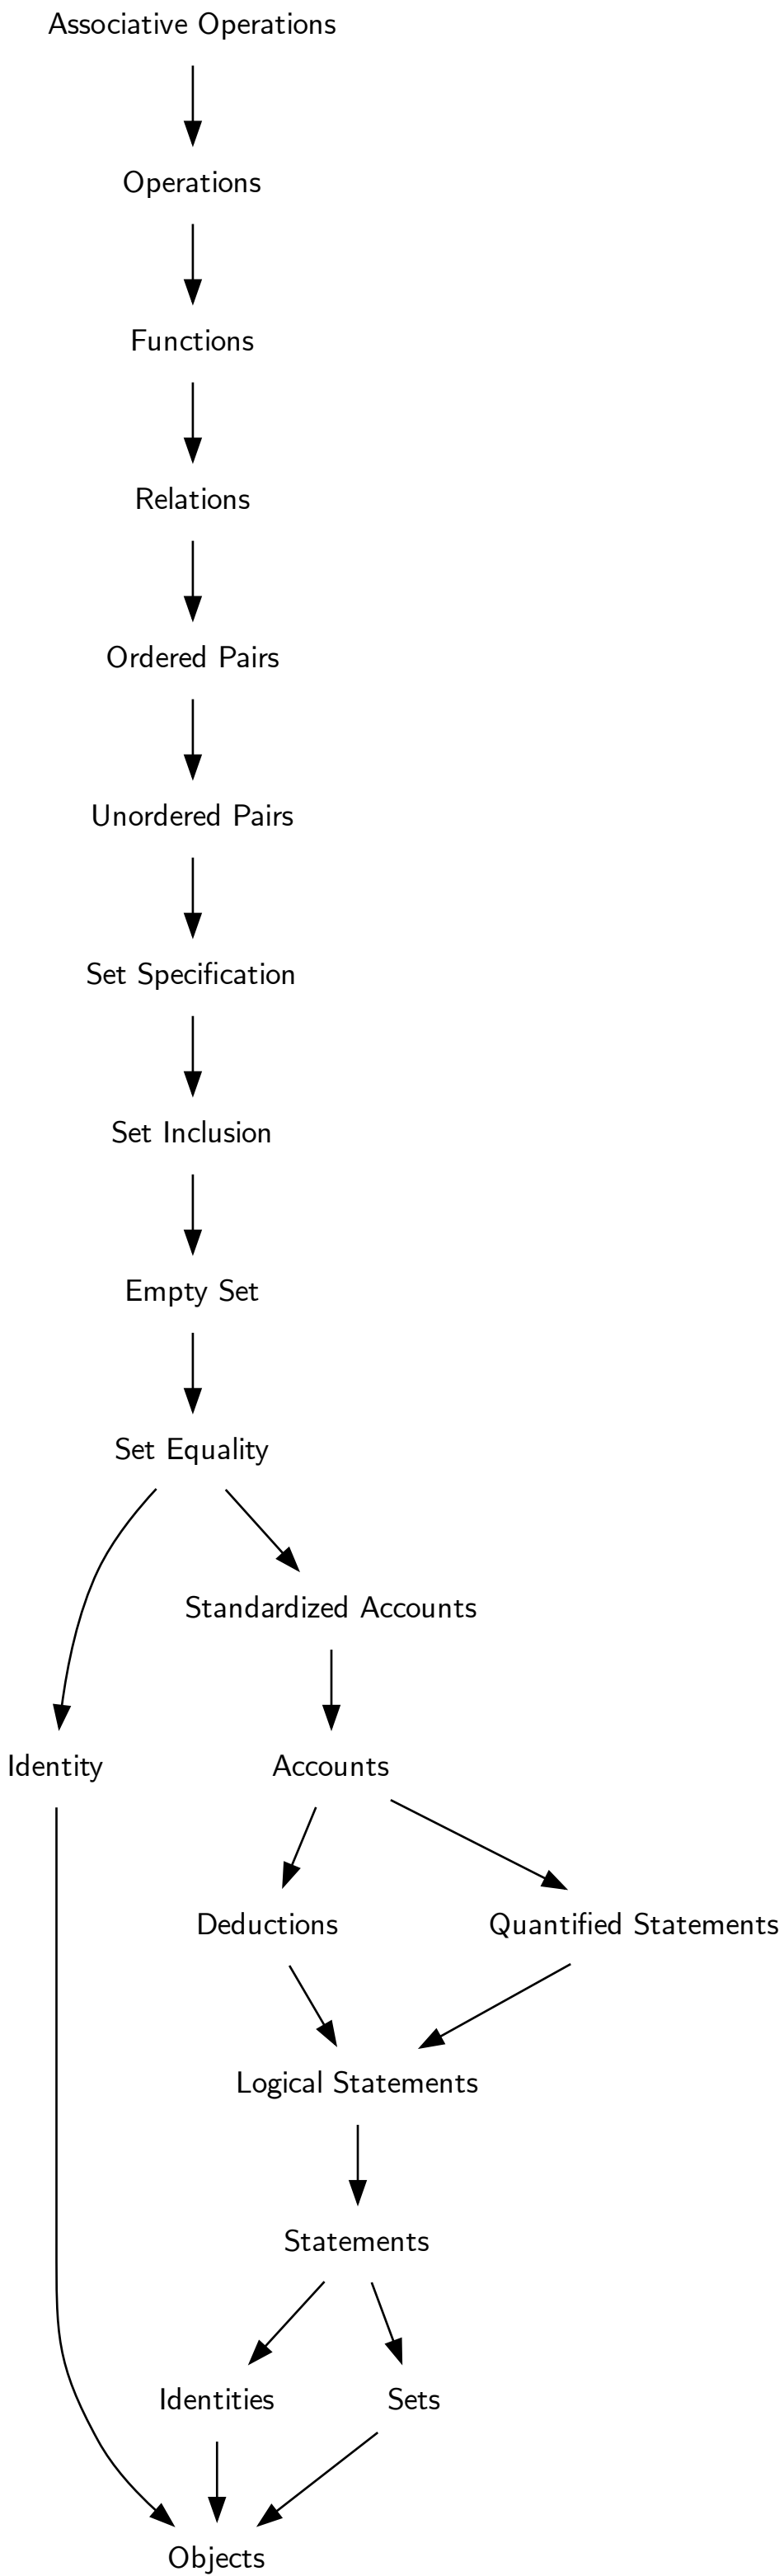 Associative Operations
Operations
Functions
Relations
Ordered Pairs
Unordered Pairs
Set Specification
Set Inclusion
Empty Set
Set Equality
Standardized Accounts
Identity
Accounts
Deductions
Quantified Statements
Logical Statements
Statements
Identities
Sets
Objects